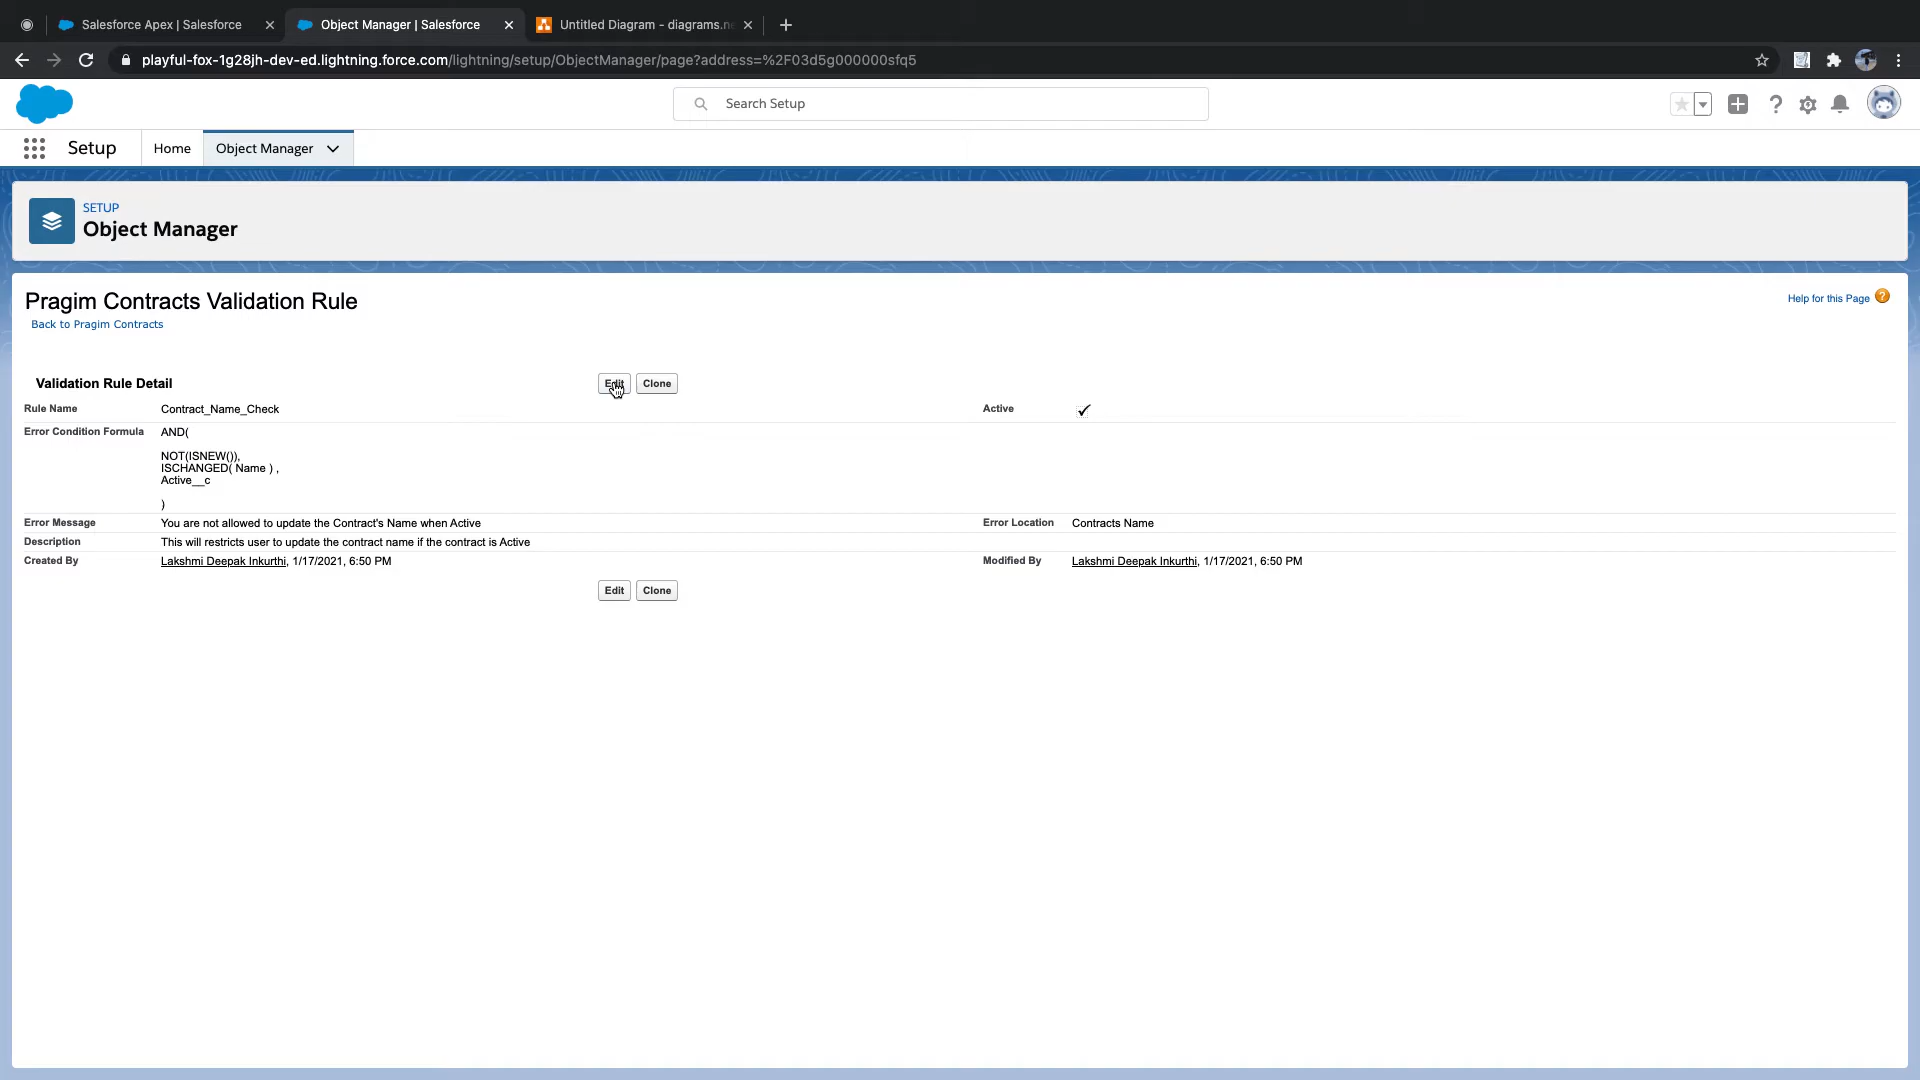 Salesforce Apex | Salesforce
Object Manager | Salesforce
Untitled Diagram - diagrams.ne
playful-fox-1g28jh-dev-ed.lightning.force.com/lightning/setup/ObjectManager/page?address=%2F03d5g000000sfq5
Search Setup
Setup
Home
Object Manager
SETUP
Object Manager
Pragim Contracts Validation Rule
Help for this Page
Back to Pragim Contracts
Validation Rule Detail
Edit
Clone
Rule Name
Contract_Name_Check
Active
Error Condition Formula
AND(
NOT(ISNEW()),
ISCHANGED( Name ) ,
Active__c
)
Error Message
You are not allowed to update the Contract's Name when Active
Error Location
Contracts Name
Description
This will restricts user to update the contract name if the contract is Active
Created By
Lakshmi Deepak Inkurthi, 1/17/2021, 6:50 PM
Modified By
Lakshmi Deepak Inkurthi, 1/17/2021, 6:50 PM
Edit
Clone